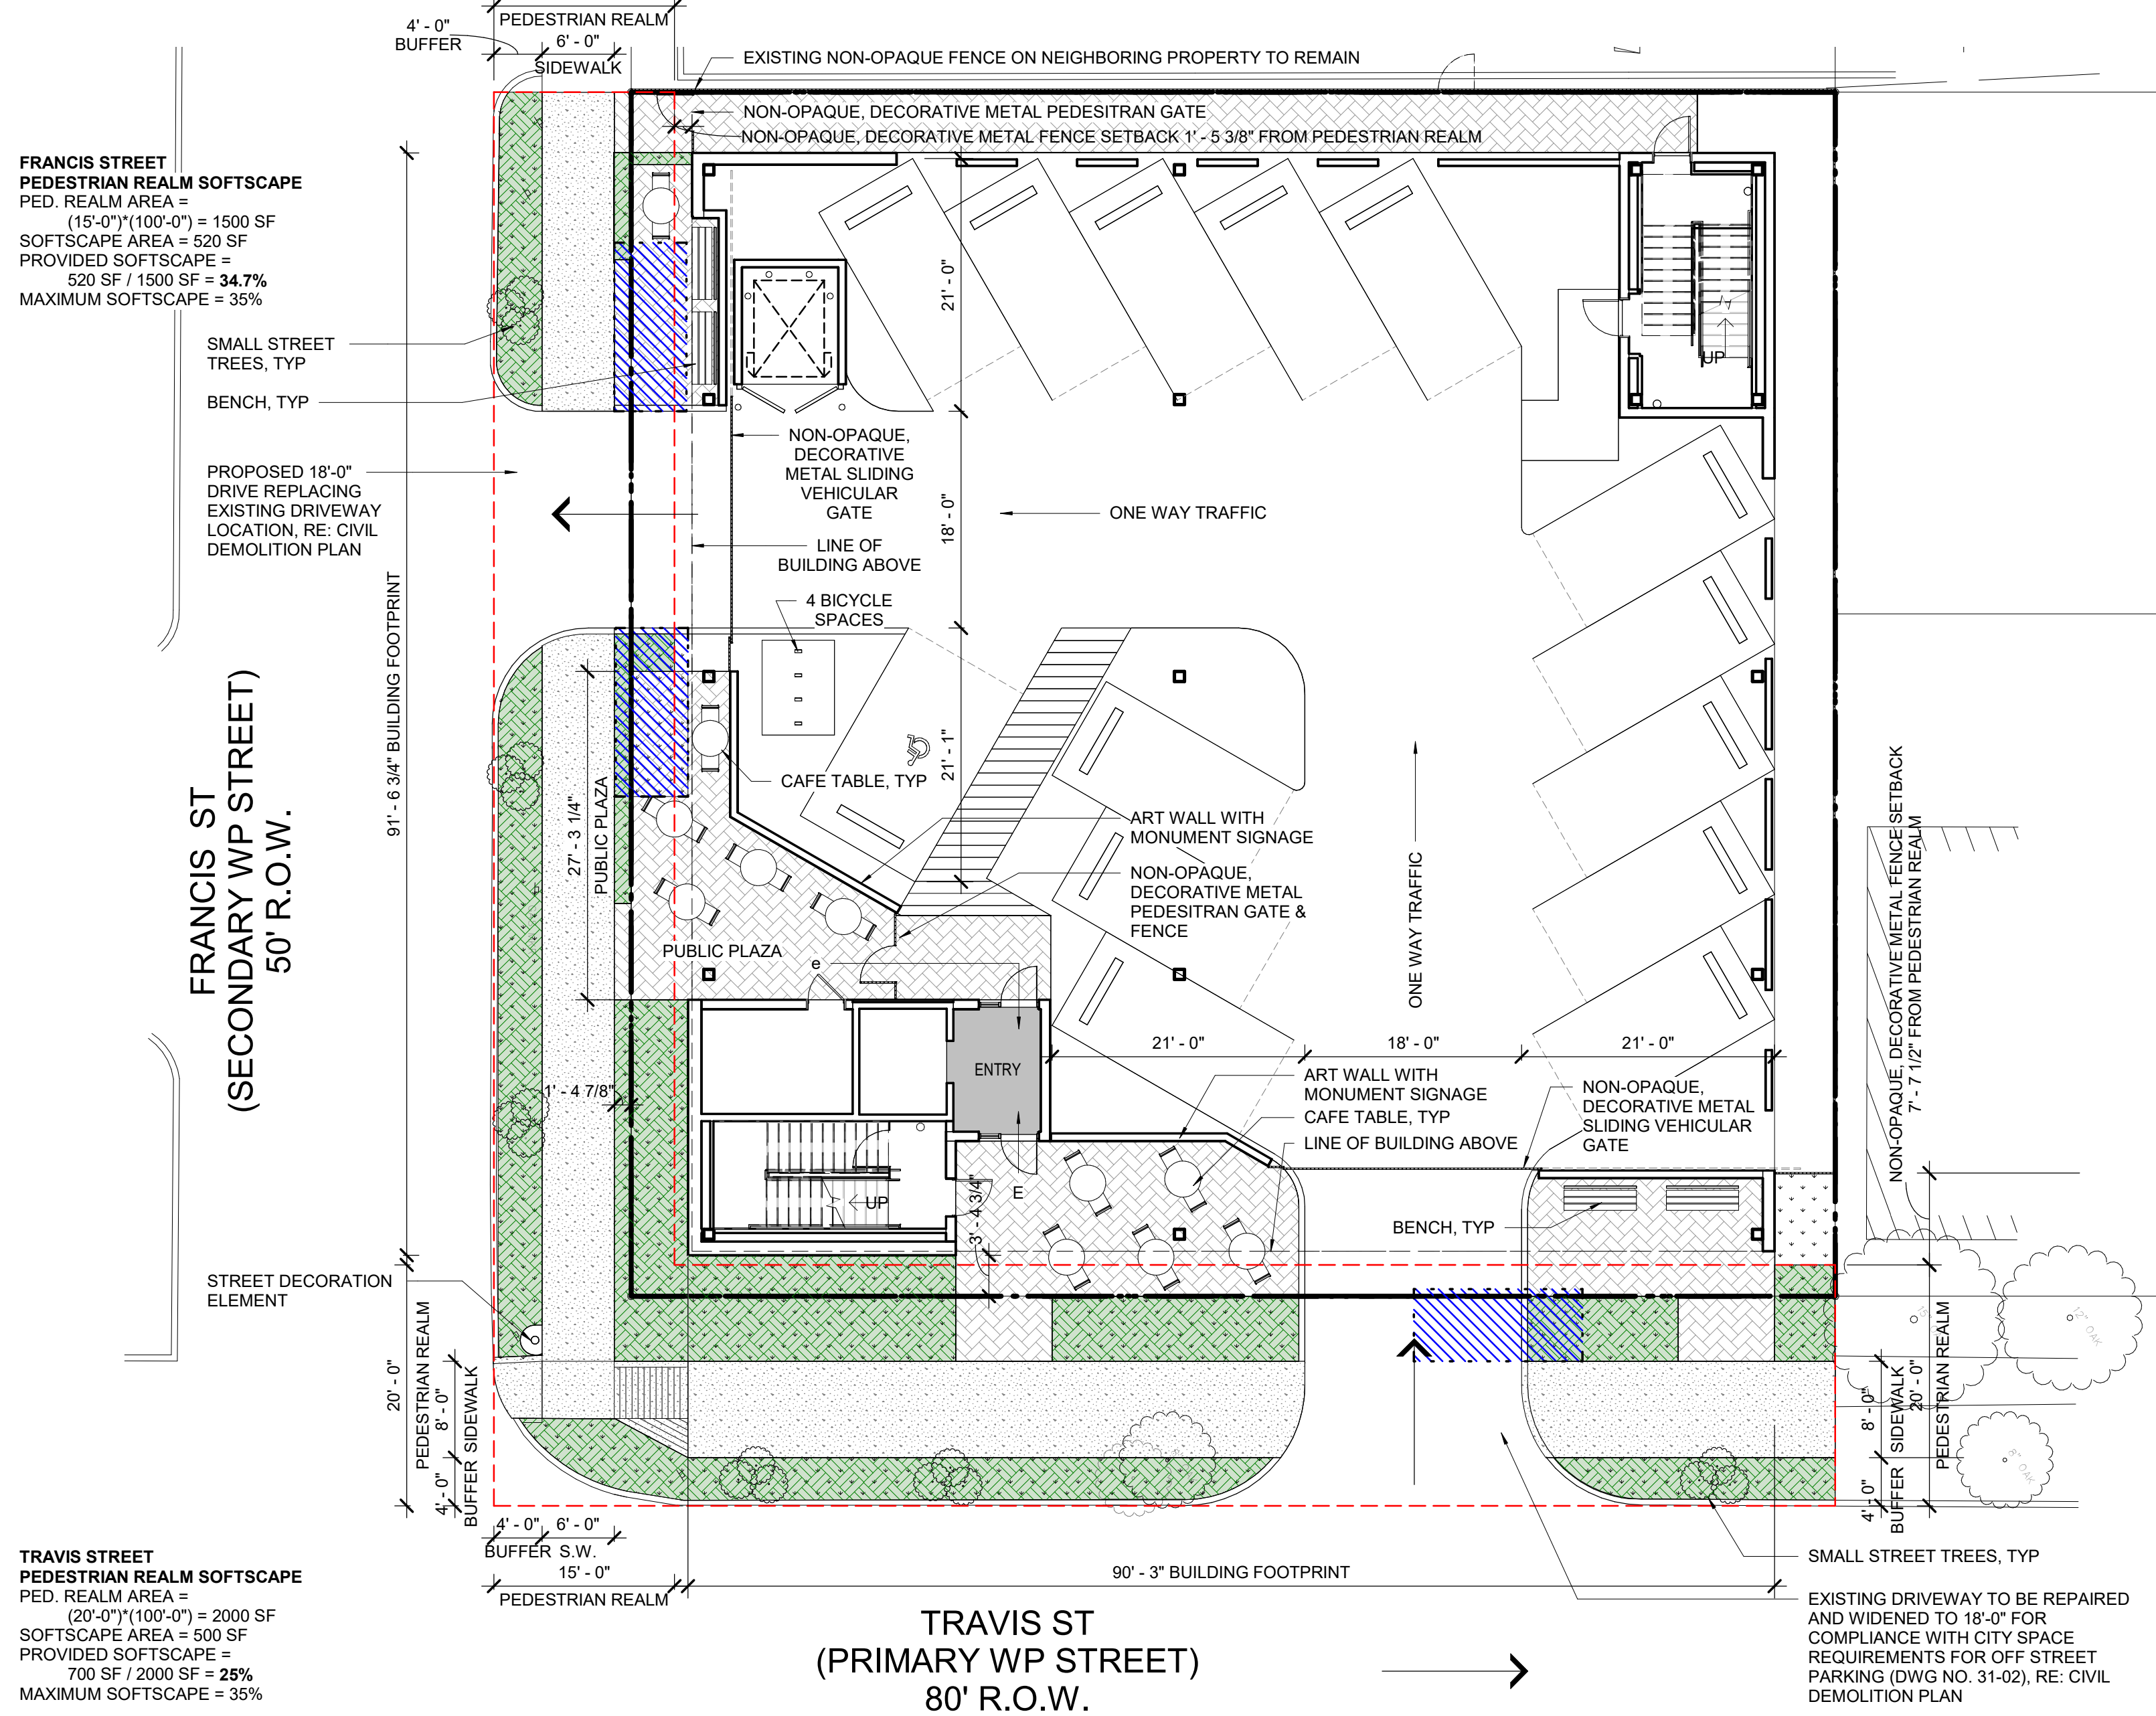 PEDESTRIAN REALM
4' - 0"
BUFFER
6' - 0"
SIDEWALK
EXISTING NON-OPAQUE FENCE ON NEIGHBORING PROPERTY TO REMAIN
NON-OPAQUE, DECORATIVE METAL PEDESITRAN GATE
NON-OPAQUE, DECORATIVE METAL FENCE SETBACK 1' - 5 3/8" FROM PEDESTRIAN REALM
FRANCIS STREET
PEDESTRIAN REALM SOFTSCAPE
PED. REALM AREA =
(15'-0")*(100'-0") = 1500 SF
SOFTSCAPE AREA = 520 SF
PROVIDED SOFTSCAPE =
520 SF / 1500 SF = 34.7%
MAXIMUM SOFTSCAPE = 35%
SMALL STREET
TREES, TYP
BENCH, TYP
PROPOSED 18'-0"
DRIVE REPLACING
EXISTING DRIVEWAY
LOCATION, RE: CIVIL
DEMOLITION PLAN
91' - 6 3/4" BUILDING FOOTPRINT
FRANCIS ST
(SECONDARY WP STREET)
50' R.O.W.
21' - 0"
18' - 0"
21' - 1"
UP
NON-OPAQUE,
DECORATIVE
METAL SLIDING
VEHICULAR
GATE
LINE OF
BUILDING ABOVE
ONE WAY TRAFFIC
4 BICYCLE
SPACES
CAFE TABLE, TYP
27' - 3 1/4"
PUBLIC PLAZA
PUBLIC PLAZA
e
ART WALL WITH
MONUMENT SIGNAGE
NON-OPAQUE,
DECORATIVE METAL
PEDESITRAN GATE &
FENCE
ONE WAY TRAFFIC
NON-OPAQUE, DECORATIVE METAL FENCE SETBACK
7' - 7 1/2" FROM PEDESTRIAN REALM
21' - 0"
18' - 0"
21' - 0"
ENTRY
1' - 4 7/8"
ART WALL WITH
MONUMENT SIGNAGE
CAFE TABLE, TYP
LINE OF BUILDING ABOVE
NON-OPAQUE,
DECORATIVE METAL
SLIDING VEHICULAR
GATE
UP
E
3' - 4 3/4"
BENCH, TYP
STREET DECORATION
ELEMENT
20' - 0"
PEDESTRIAN REALM
8' - 0"
SIDEWALK
4' - 0"
BUFFER
8' - 0"
SIDEWALK
4' - 0"
BUFFER
20' - 0"
PEDESTRIAN REALM
12" OAK
8" OAK
4' - 0"
6' - 0"
BUFFER
S.W.
15' - 0"
PEDESTRIAN REALM
90' - 3" BUILDING FOOTPRINT
TRAVIS STREET
PEDESTRIAN REALM SOFTSCAPE
PED. REALM AREA =
(20'-0")*(100'-0") = 2000 SF
SOFTSCAPE AREA = 500 SF
PROVIDED SOFTSCAPE =
700 SF / 2000 SF = 25%
MAXIMUM SOFTSCAPE = 35%
TRAVIS ST
(PRIMARY WP STREET)
80' R.O.W.
SMALL STREET TREES, TYP
EXISTING DRIVEWAY TO BE REPAIRED
AND WIDENED TO 18'-0" FOR
COMPLIANCE WITH CITY SPACE
REQUIREMENTS FOR OFF STREET
PARKING (DWG NO. 31-02), RE: CIVIL
DEMOLITION PLAN